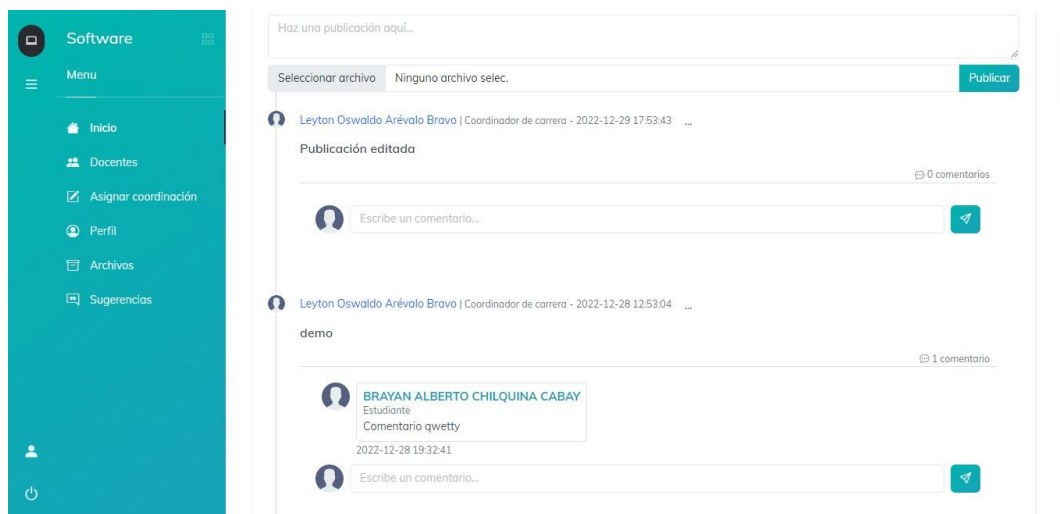 Software
Menu
Inicio
Docentes
Asignar coordinación
Perfil
Archivos
Sugerencias
Haz una publicación aquí...
Seleccionar archivo Ninguno archivo selec. Publicar
Leyton Oswaldo Arévalo Bravo | Coordinador de carrera - 2022-12-29 17:53:43 ...
Publicación editada
0 comentarios
Escribe un comentario...
Leyton Oswaldo Arévalo Bravo | Coordinador de carrera - 2022-12-28 12:53:04 ...
demo
1 comentario
BRAYAN ALBERTO CHILQUINA CABAY
Estudiante
Comentario qwetty
2022-12-28 19:32:41
Escribe un comentario...